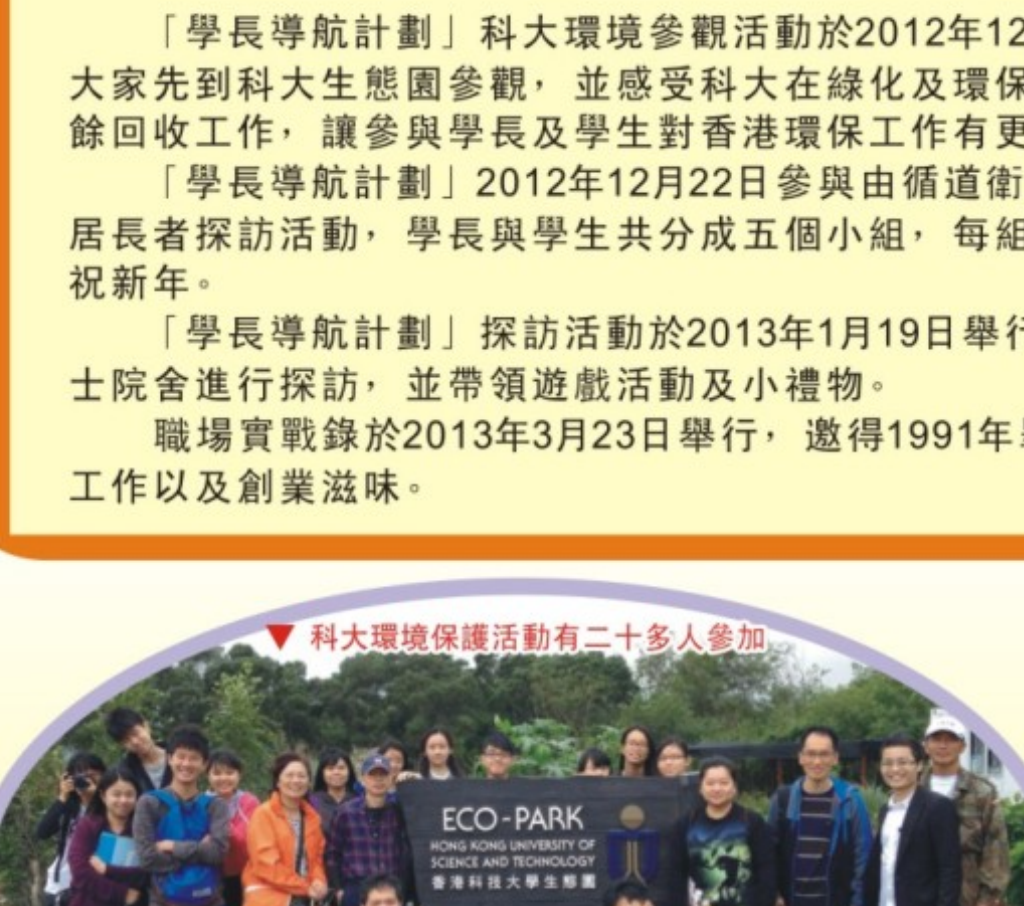 「學長導航計劃」科大環境參觀活動於2012年12
大家先到科大生態園參觀，並感受科大在綠化及環保
餘回收工作，讓參與學長及學生對香港環保工作有更
「學長導航計劃」2012年12月22日參與由循道衛
居長者探訪活動，學長與學生共分成五個小組，每組
祝新年。
「學長導航計劃」探訪活動於2013年1月19日舉行
士院舍進行探訪，並帶領遊戲活動及小禮物。
職場實戰錄於2013年3月23日舉行，邀得1991年
工作以及創業滋味。
▼ 科大環境保護活動有二十多人參加
ECO-PARK
HONG KONG UNIVERSITY OF
SCIENCE AND TECHNOLOGY
香港科技大學生態園